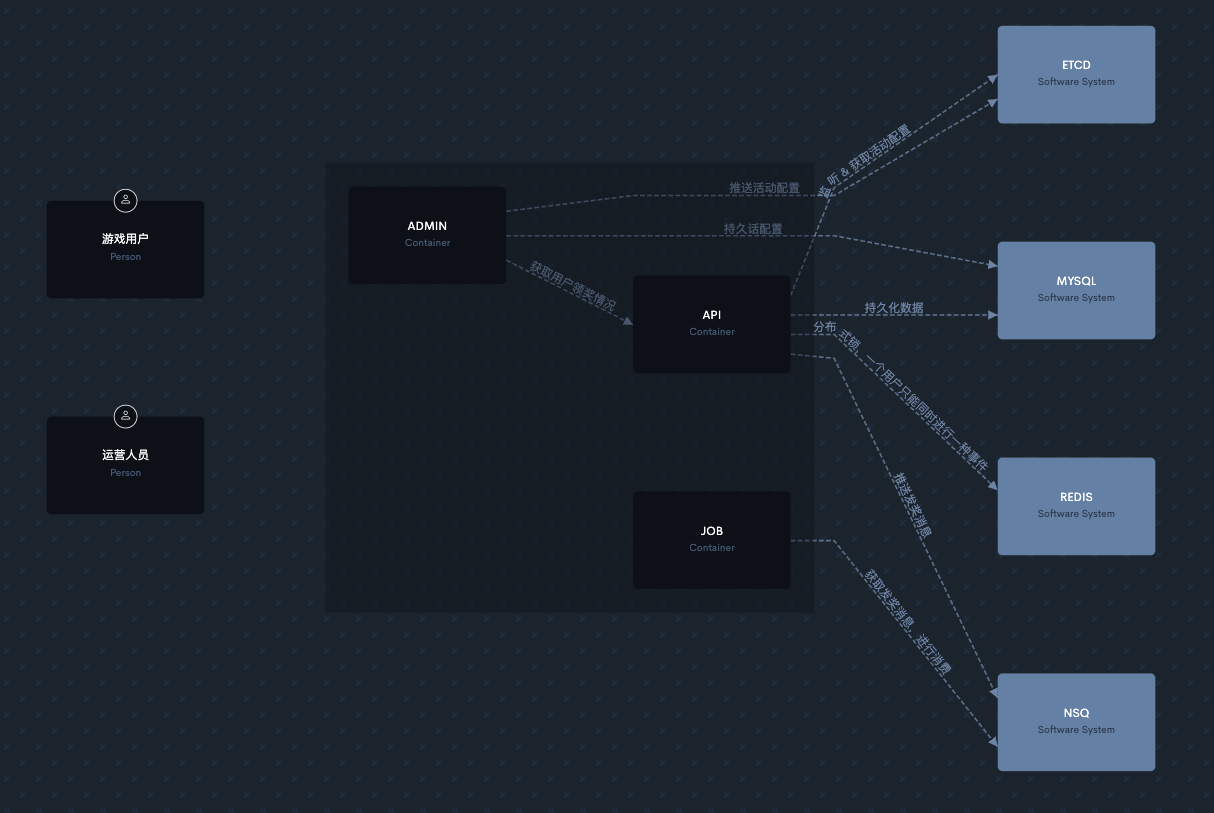 ETCD
Software System
监听 & 获取活动配置
推送活动配置
游戏用户
Person
ADMIN
Container
持久话配置
获取用户领奖情况
MYSQL
Software System
API
Container
持久化数据
分布式锁，一个用户只能同时进行一种事件
运营人员
Person
REDIS
Software System
推送发奖消息
JOB
Container
获取发奖消息，进行消费
NSQ
Software System